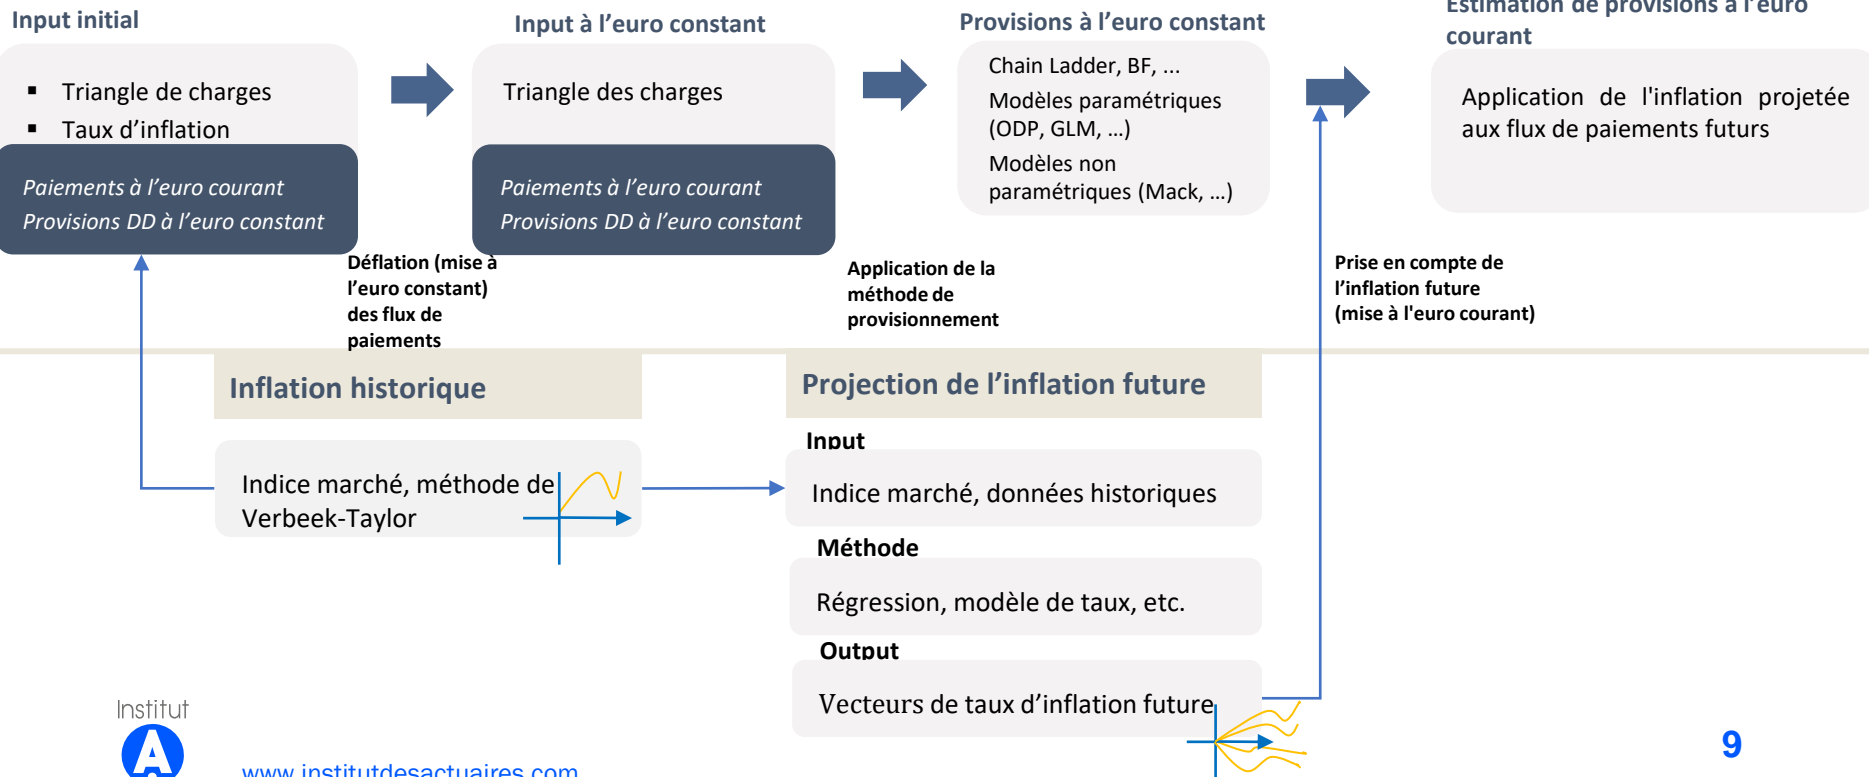 Input initial
▪ Triangle de charges
▪ Taux d’inflation
Paiements à l’euro courant
Provisions DD à l’euro constant
Input à l’euro constant
Triangle des charges
Paiements à l’euro courant
Provisions DD à l’euro constant
Provisions à l’euro constant
Chain Ladder, BF, ...
Modèles paramétriques
(ODP, GLM, ...)
Modèles non
paramétriques (Mack, ...)
Estimation de provisions à l’euro
courant
Application de l'inflation projetée
aux flux de paiements futurs
Déflation (mise à
l’euro constant)
des flux de
paiements
Application de la
méthode de
provisionnement
Prise en compte de
l’inflation future
(mise à l'euro courant)
Inflation historique
Indice marché, méthode de
Verbeek-Taylor
Projection de l’inflation future
Input
Indice marché, données historiques
Méthode
Régression, modèle de taux, etc.
Output
Vecteurs de taux d’inflation future
Institut
A
www.institutdesactuaires.com
9